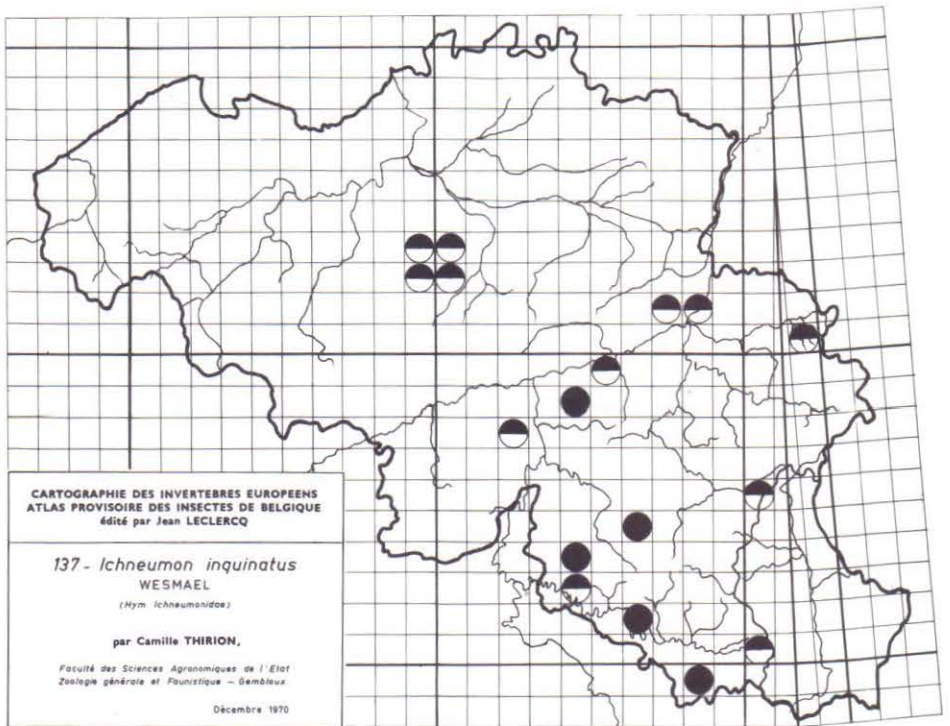 CARTOGRAPHIE DES INVERTEBRES EUROPEENS
ATLAS PROVISOIRE DES INSECTES DE BELGIQUE
édité par Jean LECLERCQ
137 - Ichneumon inquinatus
WESMAEL
(Hym. Ichneumonidae)
par Camille THIRION,
Faculté des Sciences Agronomiques de l'Etat
Zoologie générale et Faunistique - Gembloux.
Décembre 1970